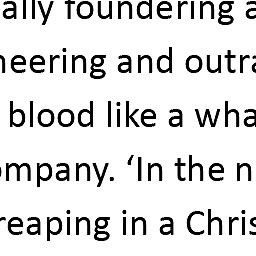 ally foundering a
neering and outra
blood like a wha
ompany. ‘In the n
reaping in a Chris